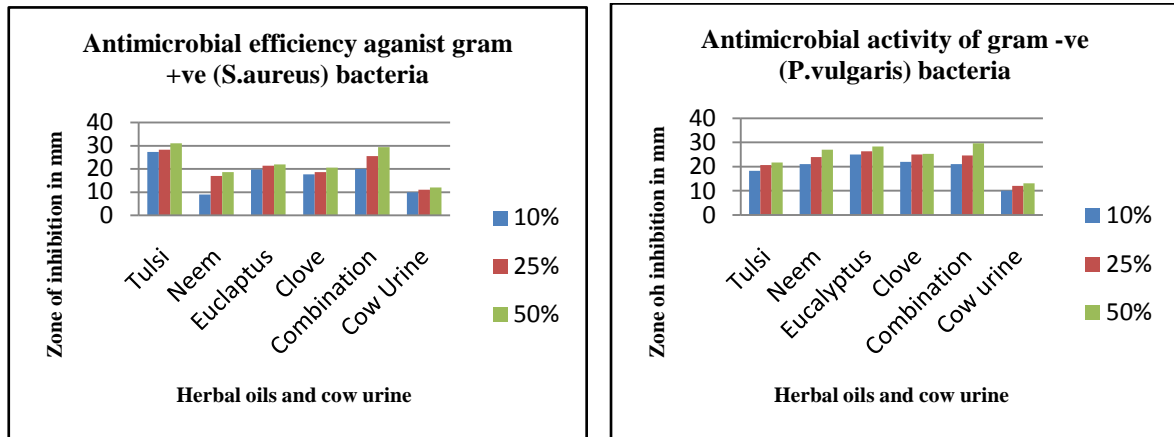 Antimicrobial efficiency aganist gram
+ve (S.aureus) bacteria
Zone of inhibition in mm
40
30
20
10
0
Tulsi
Neem
Euclaptus
Clove
Combination
Cow Urine
10%
25%
50%
Herbal oils and cow urine
Antimicrobial activity of gram -ve
(P.vulgaris) bacteria
Zone oh inhibition in mm
40
30
20
10
0
Tulsi
Neem
Eucalyptus
Clove
Combination
Cow urine
10%
25%
50%
Herbal oils and cow urine